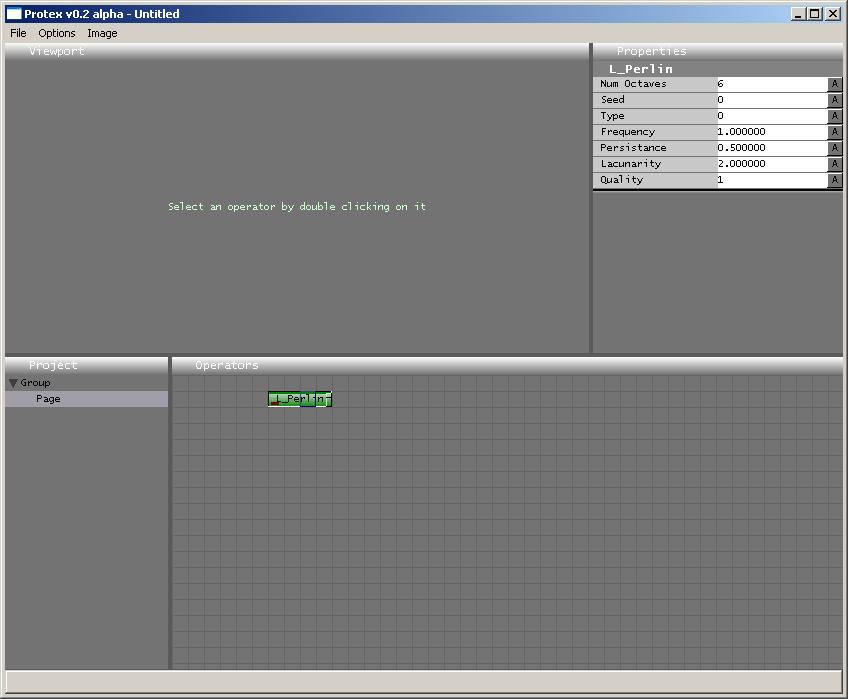 Protex v0.2 alpha - Untitled
File Options Image
Viewport
Select an operator by double clicking on it
Properties
L_Perlin
Num Octaves 6 A
Seed 0 A
Type 0 A
Frequency 1.000000 A
Persistance 0.500000 A
Lacunarity 2.000000 A
Quality 1 A
Project
Group
Page
Operators
L_Perlin